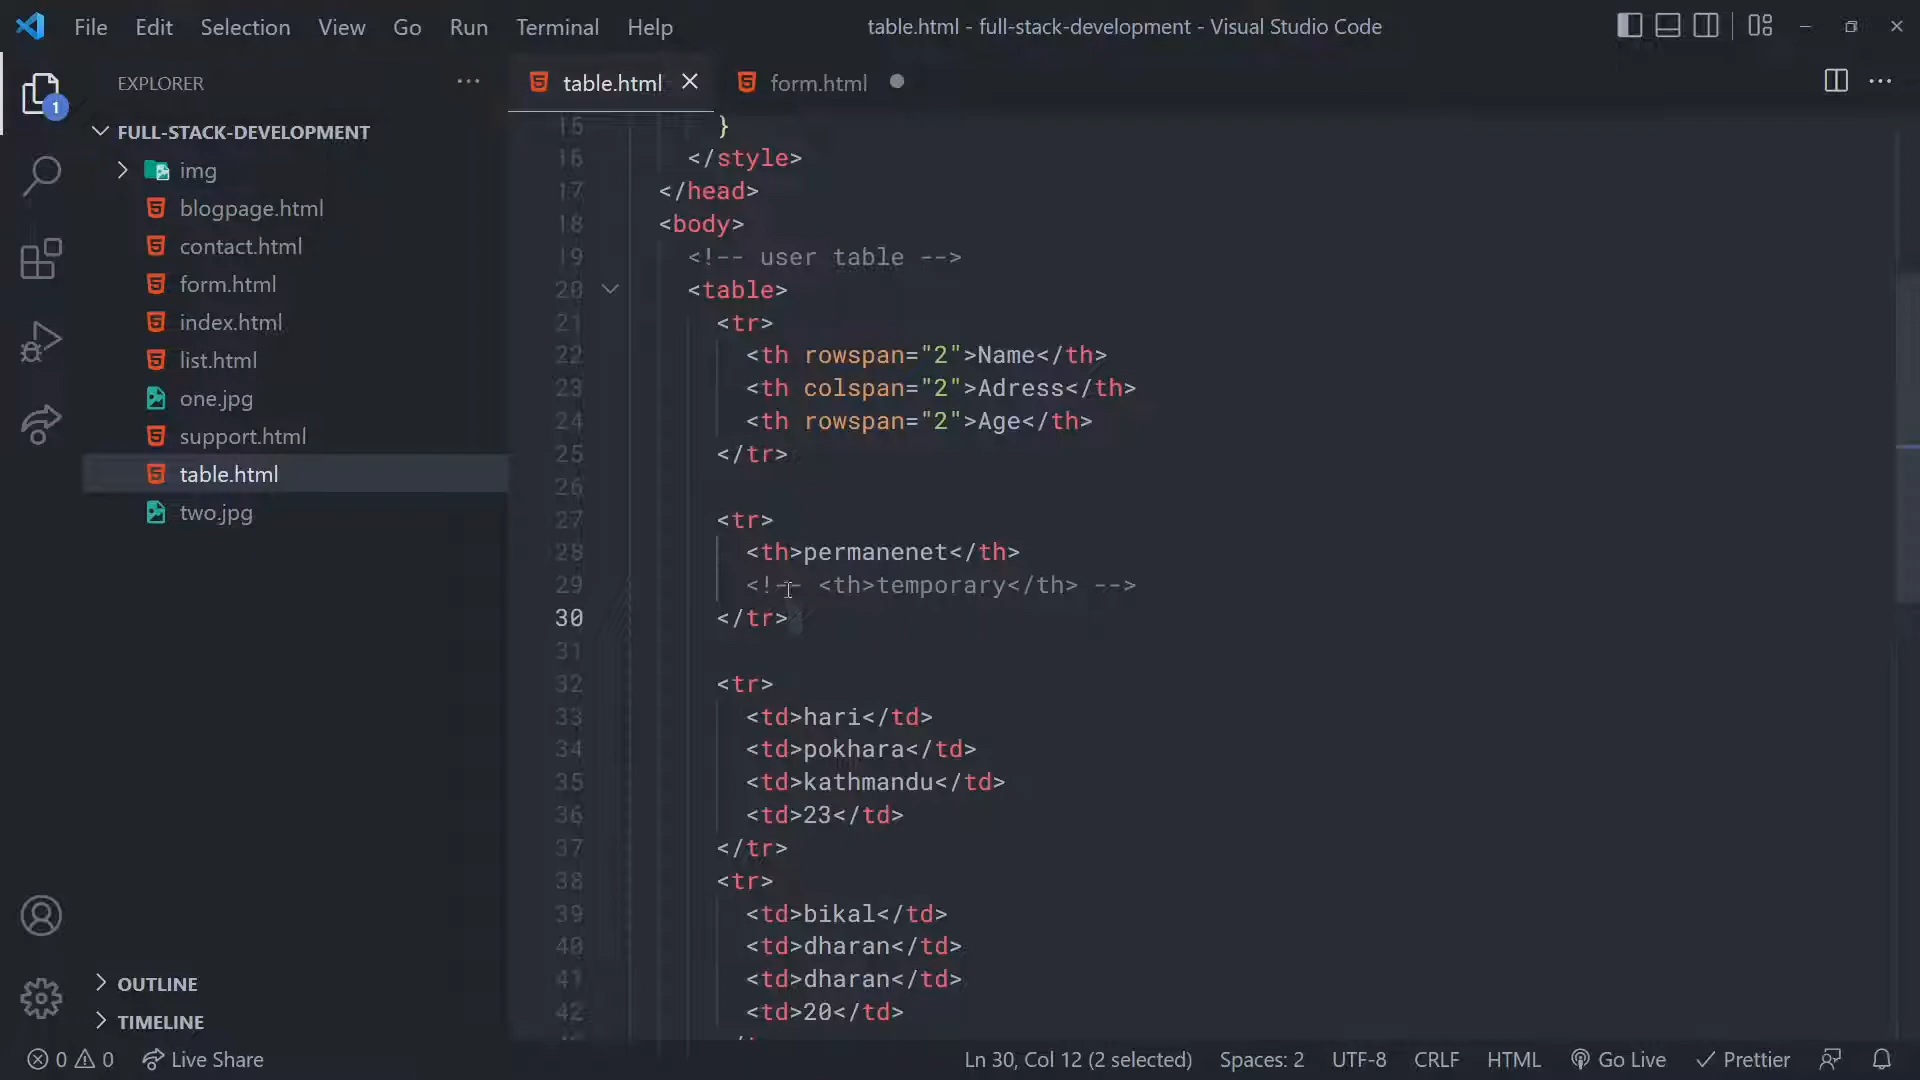 File Edit Selection View Go Run Terminal Help table.html - full-stack-development - Visual Studio Code
EXPLORER
table.html form.html
1
FULL-STACK-DEVELOPMENT
img
blogpage.html
contact.html
form.html
index.html
list.html
one.jpg
support.html
table.html
two.jpg
OUTLINE
TIMELINE
15 }
16 </style>
17 </head>
18 <body>
19 <!-- user table -->
20 <table>
21 <tr>
22 <th rowspan="2">Name</th>
23 <th colspan="2">Adress</th>
24 <th rowspan="2">Age</th>
25 </tr>
26
27 <tr>
28 <th>permanenet</th>
29 <!-- <th>temporary</th> -->
30 </tr>
31
32 <tr>
33 <td>hari</td>
34 <td>pokhara</td>
35 <td>kathmandu</td>
36 <td>23</td>
37 </tr>
38 <tr>
39 <td>bikal</td>
40 <td>dharan</td>
41 <td>dharan</td>
42 <td>20</td>
0 0 Live Share Ln 30, Col 12 (2 selected) Spaces: 2 UTF-8 CRLF HTML Go Live Prettier